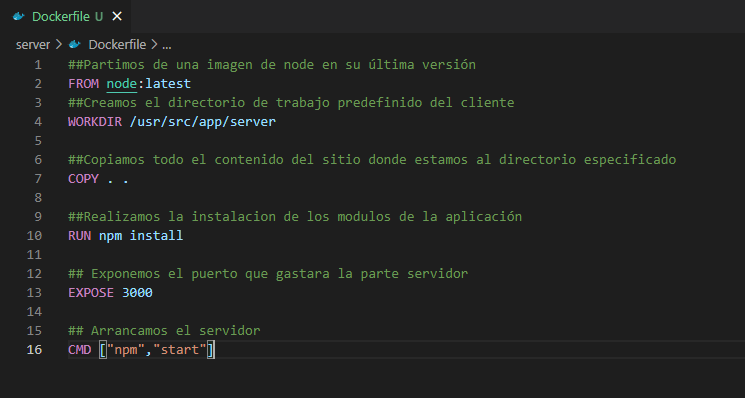 Dockerfile U
server > Dockerfile > ...
1 ##Partimos de una imagen de node en su última versión
2 FROM node:latest
3 ##Creamos el directorio de trabajo predefinido del cliente
4 WORKDIR /usr/src/app/server
5
6 ##Copiamos todo el contenido del sitio donde estamos al directorio especificado
7 COPY . .
8
9 ##Realizamos la instalacion de los modulos de la aplicación
10 RUN npm install
11
12 ## Exponemos el puerto que gastara la parte servidor
13 EXPOSE 3000
14
15 ## Arrancamos el servidor
16 CMD ["npm","start"]